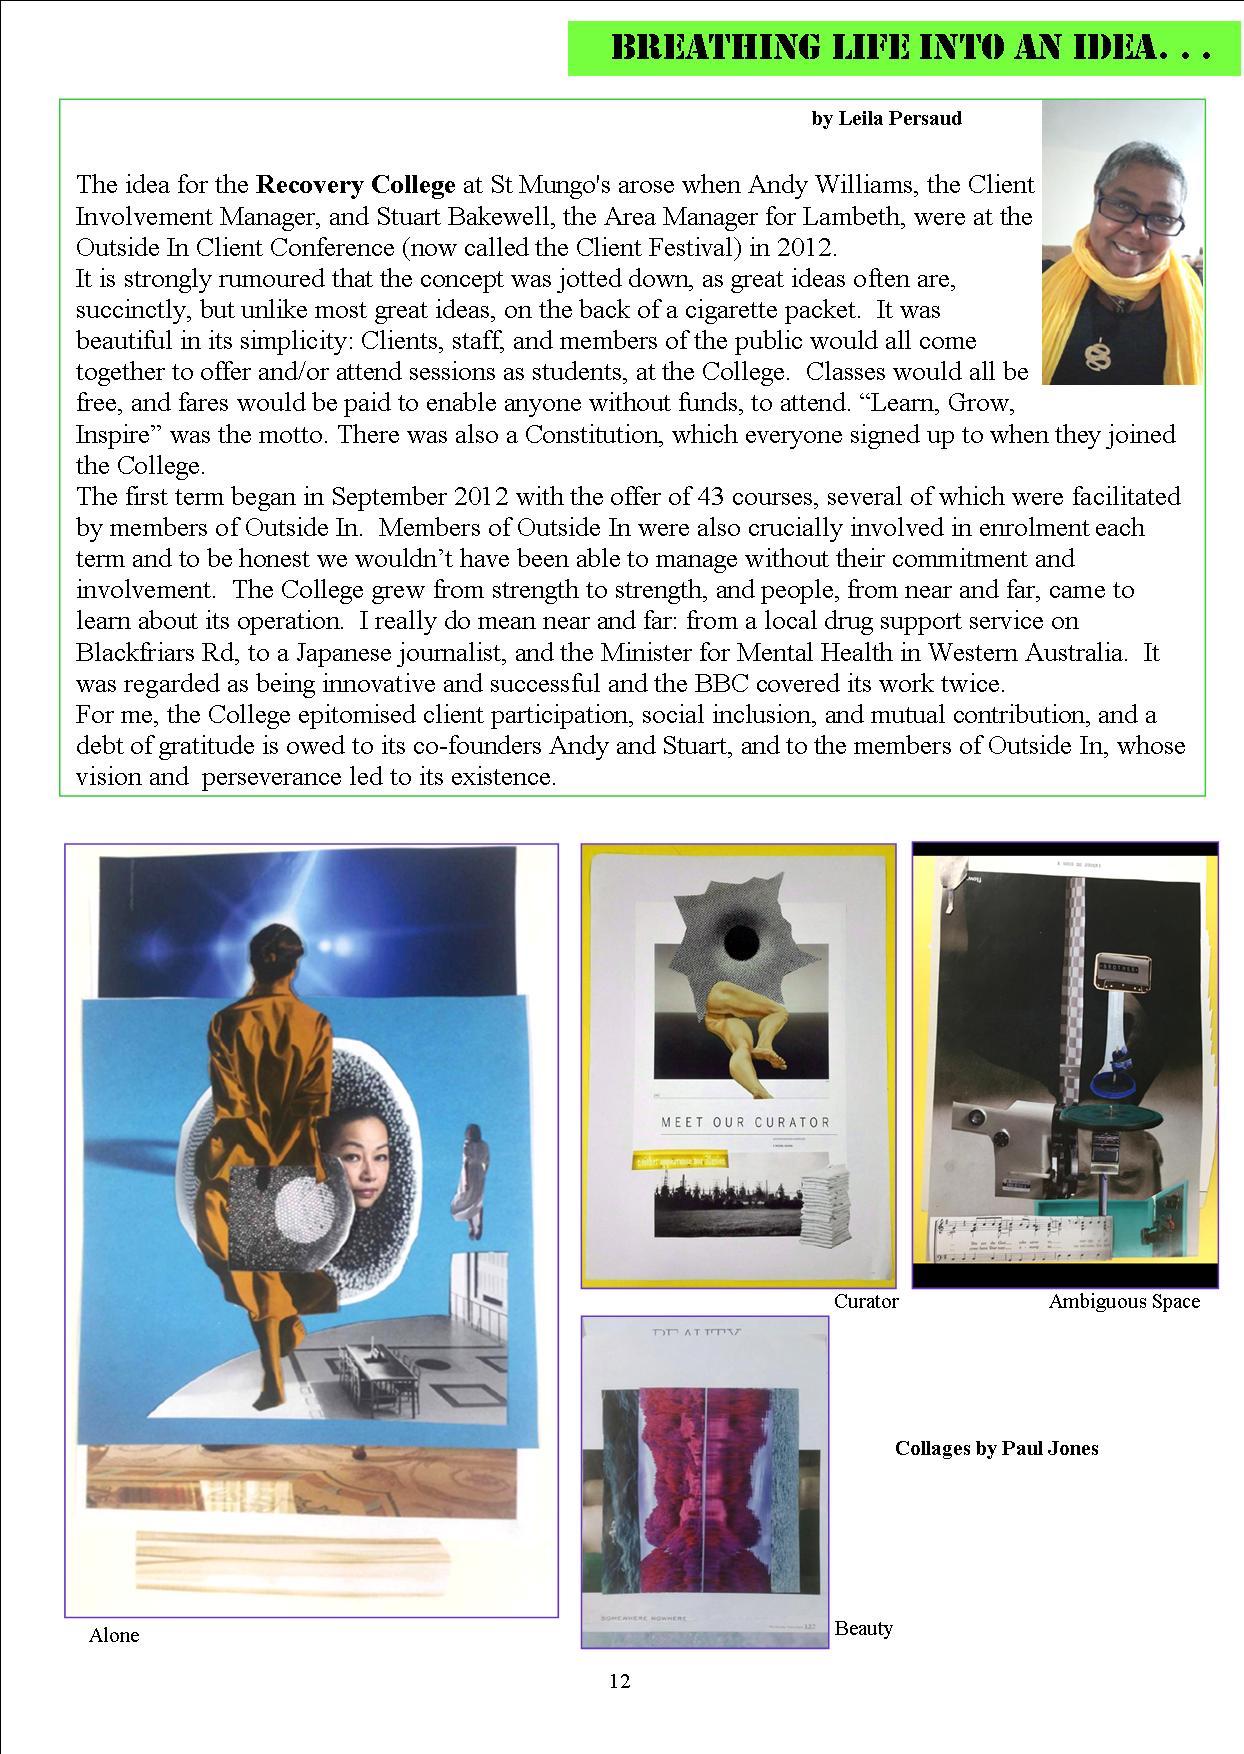 BREATHING LIFE INTO AN IDEA. . .
by Leila Persaud
The idea for the Recovery College at St Mungo's arose when Andy Williams, the Client
Involvement Manager, and Stuart Bakewell, the Area Manager for Lambeth, were at the
Outside In Client Conference (now called the Client Festival) in 2012.
It is strongly rumoured that the concept was jotted down, as great ideas often are,
succinctly, but unlike most great ideas, on the back of a cigarette packet.  It was
beautiful in its simplicity: Clients, staff, and members of the public would all come
together to offer and/or attend sessions as students, at the College.  Classes would all be
free, and fares would be paid to enable anyone without funds, to attend. “Learn, Grow,
Inspire” was the motto. There was also a Constitution, which everyone signed up to when they joined
the College.
The first term began in September 2012 with the offer of 43 courses, several of which were facilitated
by members of Outside In.  Members of Outside In were also crucially involved in enrolment each
term and to be honest we wouldn’t have been able to manage without their commitment and
involvement.  The College grew from strength to strength, and people, from near and far, came to
learn about its operation.  I really do mean near and far: from a local drug support service on
Blackfriars Rd, to a Japanese journalist, and the Minister for Mental Health in Western Australia.  It
was regarded as being innovative and successful and the BBC covered its work twice.
For me, the College epitomised client participation, social inclusion, and mutual contribution, and a
debt of gratitude is owed to its co-founders Andy and Stuart, and to the members of Outside In, whose
vision and  perseverance led to its existence.
MEET OUR CURATOR
BROTHER
Curator
Ambiguous Space
BEAUTY
SOMEWHERE NOWHERE
127
Collages by Paul Jones
Beauty
Alone
12